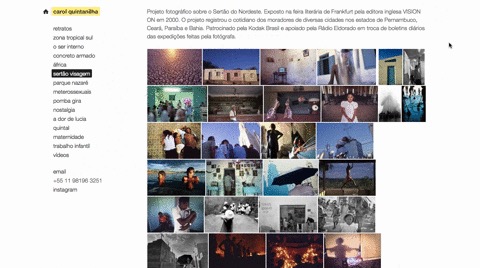 carol quintanilha
retratos
zona tropical sul
o ser interno
concreto armado
áfrica
sertão visagem
parque nazaré
meterossexuais
pomba gira
nostalgia
a dor de lucia
quintal
maternidade
trabalho infantil
vídeos
email
+55 11 98196 3251
instagram
Projeto fotográfico sobre o Sertão do Nordeste. Exposto na feira literária de Frankfurt pela editora inglesa VISION
ON em 2000. O projeto registrou o cotidiano dos moradores de diversas cidades nos estados de Pernambuco,
Ceará, Paraíba e Bahia. Patrocinado pela Kodak Brasil e apoiado pela Rádio Eldorado em troca de boletins diários
das expedições feitas pela fotógrafa.